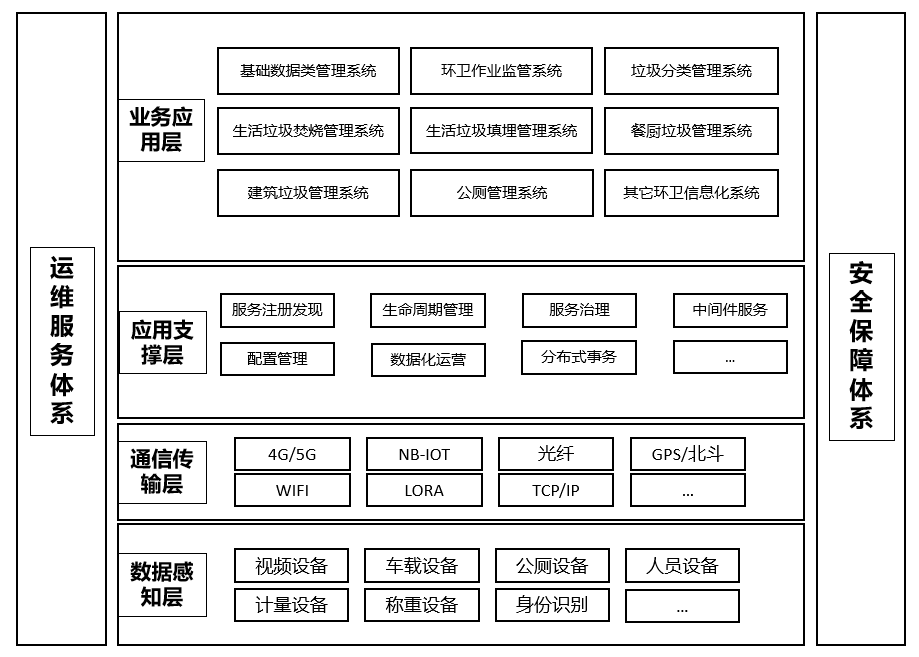 运
维
服
务
体
系
业务应
用层
基础数据类管理系统
环卫作业监管系统
垃圾分类管理系统
生活垃圾焚烧管理系统
生活垃圾填埋管理系统
餐厨垃圾管理系统
建筑垃圾管理系统
公厕管理系统
其它环卫信息化系统
应用支
撑层
服务注册发现
生命周期管理
服务治理
中间件服务
配置管理
数据化运营
分布式事务
...
通信传
输层
4G/5G
NB-IOT
光纤
GPS/北斗
WIFI
LORA
TCP/IP
...
数据感
知层
视频设备
车载设备
公厕设备
人员设备
计量设备
称重设备
身份识别
...
安
全
保
障
体
系